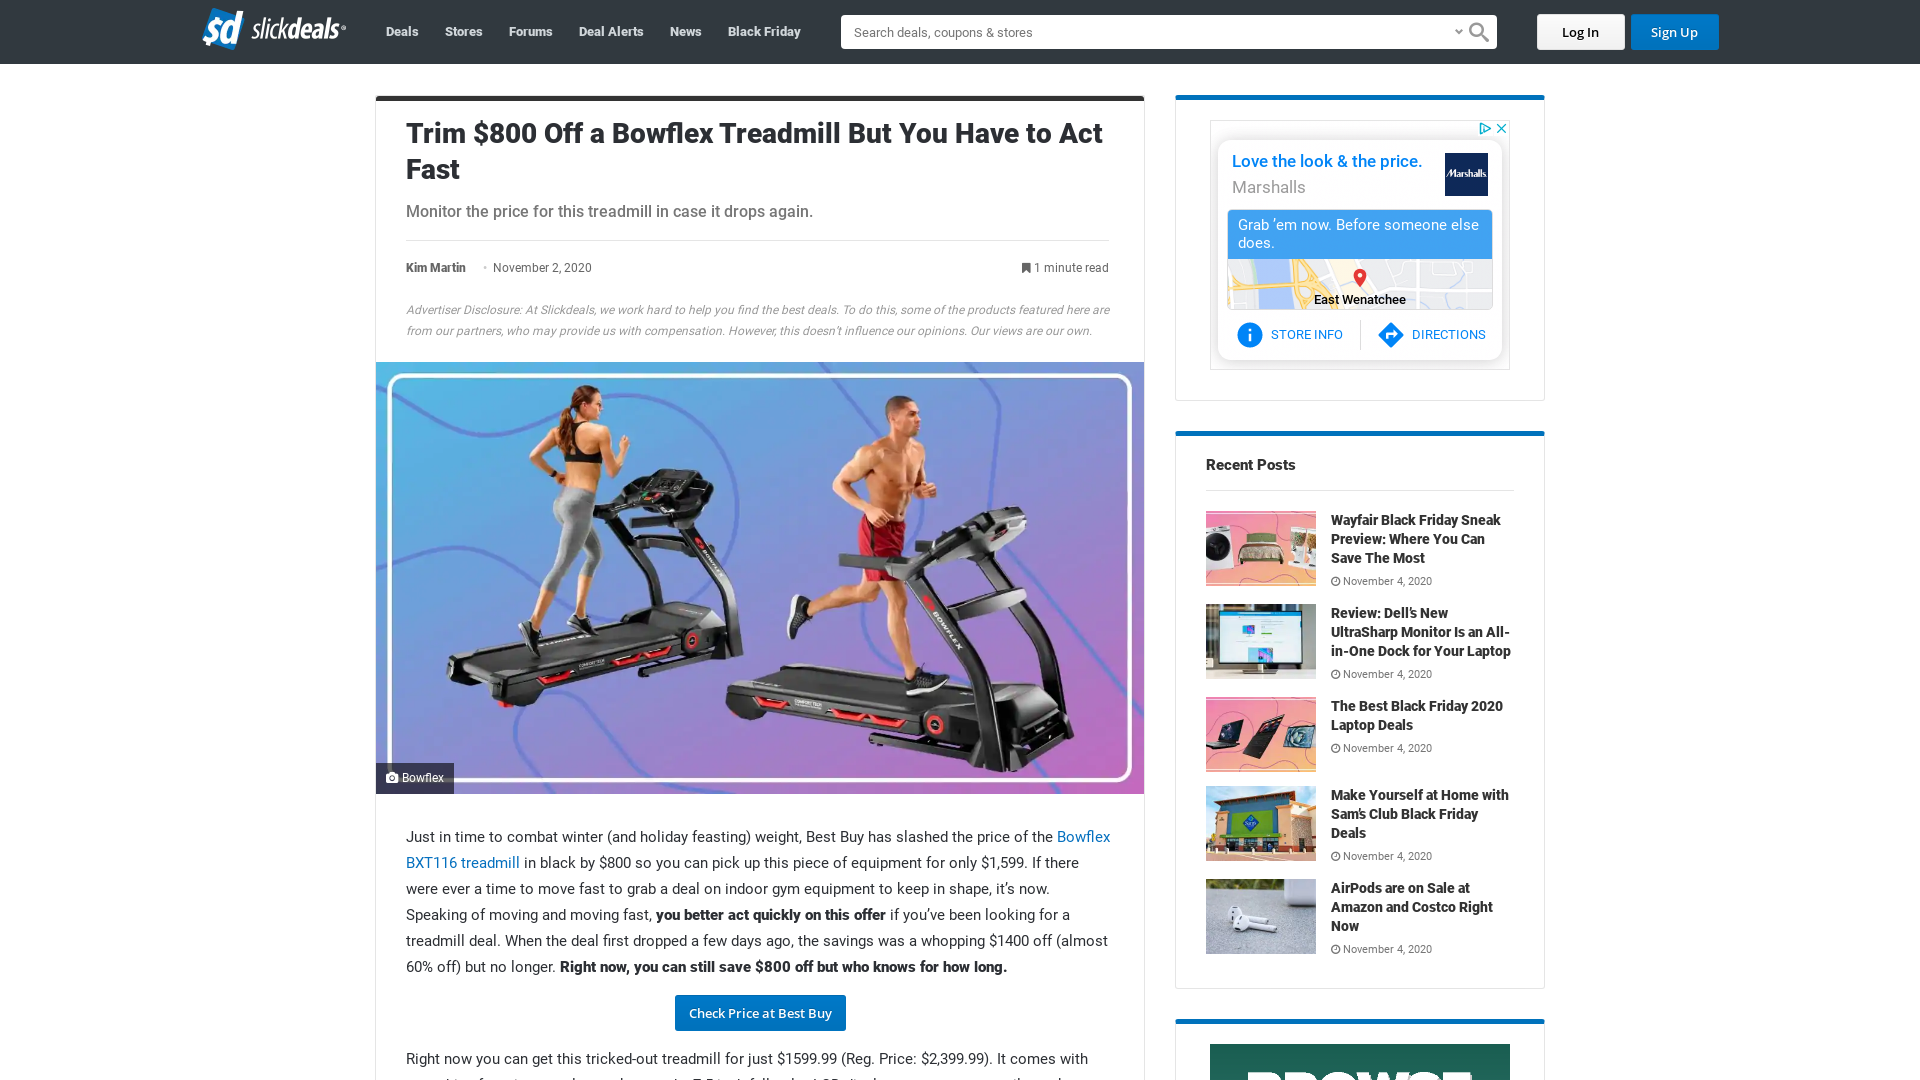 slickdeals
Deals
Stores
Forums
Deal Alerts
News
Black Friday
Search deals, coupons & stores
Log In
Sign Up
Trim $800 Off a Bowflex Treadmill But You Have to Act
Fast
Monitor the price for this treadmill in case it drops again.
Kim Martin
November 2, 2020
1 minute read
Advertiser Disclosure: At Slickdeals, we work hard to help you find the best deals. To do this, some of the products featured here are
from our partners, who may provide us with compensation. However, this doesn't influence our opinions. Our views are our own.
BOWFLEX
BOWFLEX
Bowflex
Just in time to combat winter (and holiday feasting) weight, Best Buy has slashed the price of the Bowflex
BXT116 treadmill in black by $800 so you can pick up this piece of equipment for only $1,599. If there
were ever a time to move fast to grab a deal on indoor gym equipment to keep in shape, it's now.
Speaking of moving and moving fast, you better act quickly on this offer if you've been looking for a
treadmill deal. When the deal first dropped a few days ago, the savings was a whopping $1400 off (almost
60% off) but no longer. Right now, you can still save $800 off but who knows for how long.
Check Price at Best Buy
Right now you can get this tricked-out treadmill for just $1599.99 (Reg. Price: $2,399.99). It comes with
Love the look & the price.
Marshalls
Marshalls
Grab 'em now. Before someone else
does.
East Wenatchee
STORE INFO
DIRECTIONS
Recent Posts
Wayfair Black Friday Sneak
Preview: Where You Can
Save The Most
November 4, 2020
Review: Dell's New
UltraSharp Monitor Is an All-
in-One Dock for Your Laptop
November 4, 2020
The Best Black Friday 2020
Laptop Deals
November 4, 2020
Make Yourself at Home with
Sam's Club Black Friday
Deals
November 4, 2020
AirPods are on Sale at
Amazon and Costco Right
Now
November 4, 2020